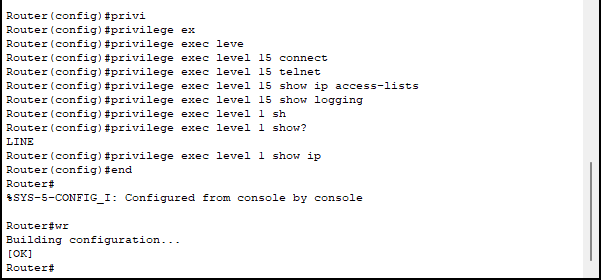 Router(config)#privi
Router(config)#privilege ex
Router(config)#privilege exec leve
Router(config)#privilege exec level 15 connect
Router(config)#privilege exec level 15 telnet
Router(config)#privilege exec level 15 show ip access-lists
Router(config)#privilege exec level 15 show logging
Router(config)#privilege exec level 1 sh
Router(config)#privilege exec level 1 show?
LINE
Router(config)#privilege exec level 1 show ip
Router(config)#end
Router#
%SYS-5-CONFIG_I: Configured from console by console
Router#wr
Building configuration...
[OK]
Router#